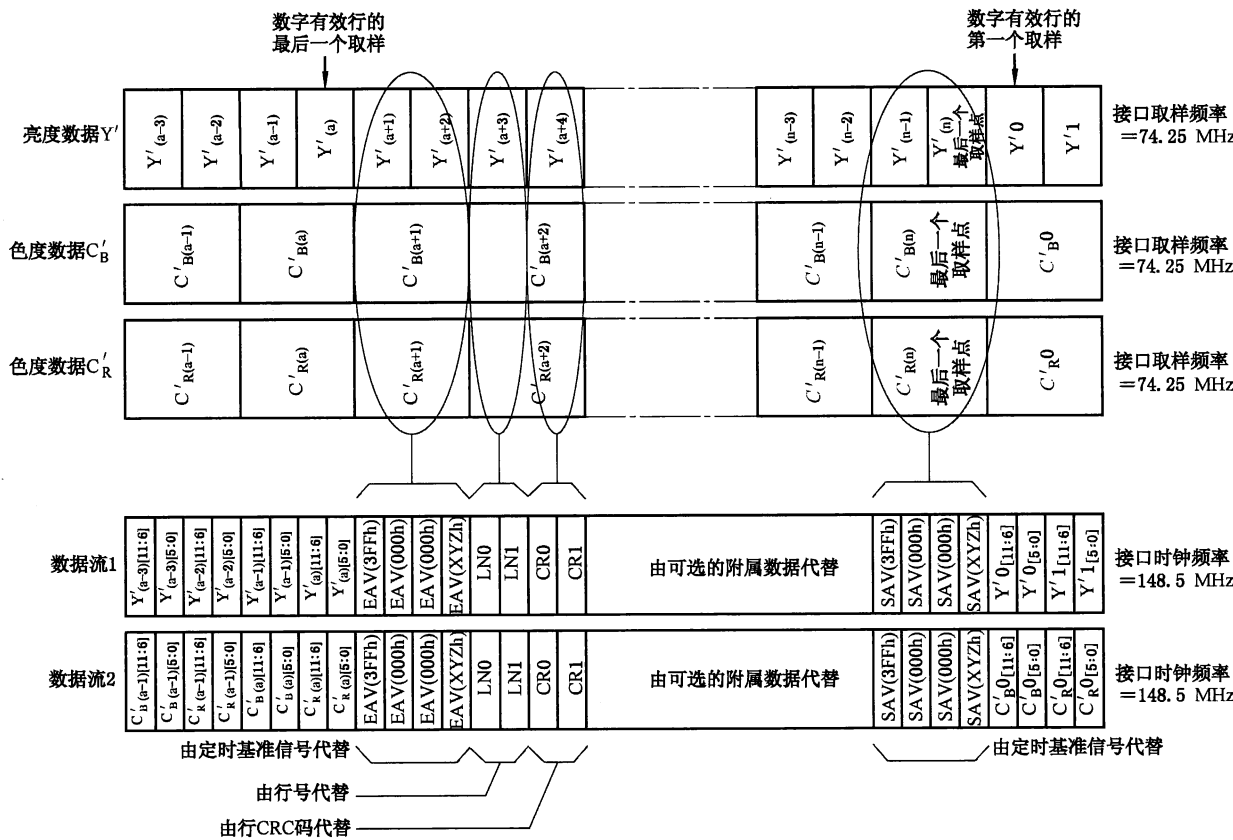 数字有效行的
最后一个取样
数字有效行的
第一个取样
亮度数据Y′
Y′(a-3)
Y′(a-2)
Y′(a-1)
Y′(a)
Y′(a+1)
Y′(a+2)
Y′(a+3)
Y′(a+4)
Y′(n-3)
Y′(n-2)
Y′(n-1)
Y′(n)
最后一个
取样点
Y′0
Y′1
接口取样频率
=74.25 MHz
色度数据C′B
C′B(a-1)
C′B(a)
C′B(a+1)
C′B(a+2)
C′B(n-1)
C′B(n)
最后一个
取样点
C′B0
接口取样频率
=74.25 MHz
色度数据C′R
C′R(a-1)
C′R(a)
C′R(a+1)
C′R(a+2)
C′R(n-1)
C′R(n)
最后一个
取样点
C′R0
接口取样频率
=74.25 MHz
数据流1
Y′(a-3)[11:6]
Y′(a-3)[5:0]
Y′(a-2)[11:6]
Y′(a-2)[5:0]
Y′(a-1)[11:6]
Y′(a-1)[5:0]
Y′(a)[11:6]
Y′(a)[5:0]
EAV(3FFh)
EAV(000h)
EAV(000h)
EAV(XYZh)
LN0
LN1
CR0
CR1
由可选的附属数据代替
SAV(3FFh)
SAV(000h)
SAV(000h)
SAV(XYZh)
Y′0[11:6]
Y′0[5:0]
Y′1[11:6]
Y′1[5:0]
接口时钟频率
=148.5 MHz
数据流2
C′B(a-1)[11:6]
C′B(a-1)[5:0]
C′R(a-1)[11:6]
C′R(a-1)[5:0]
C′B(a)[11:6]
C′B(a)[5:0]
C′R(a)[11:6]
C′R(a)[5:0]
EAV(3FFh)
EAV(000h)
EAV(000h)
EAV(XYZh)
LN0
LN1
CR0
CR1
由可选的附属数据代替
SAV(3FFh)
SAV(000h)
SAV(000h)
SAV(XYZh)
C′B0[11:6]
C′B0[5:0]
C′R0[11:6]
C′R0[5:0]
接口时钟频率
=148.5 MHz
由定时基准信号代替
由定时基准信号代替
由行号代替
由行CRC码代替